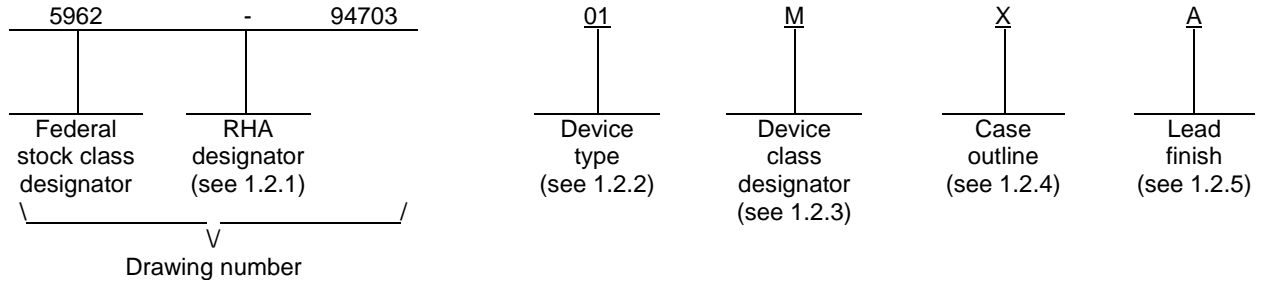 5962 - 94703 01 M X A
Federal stock class designator
RHA designator (see 1.2.1)
Device type (see 1.2.2)
Device class designator (see 1.2.3)
Case outline (see 1.2.4)
Lead finish (see 1.2.5)
Drawing number